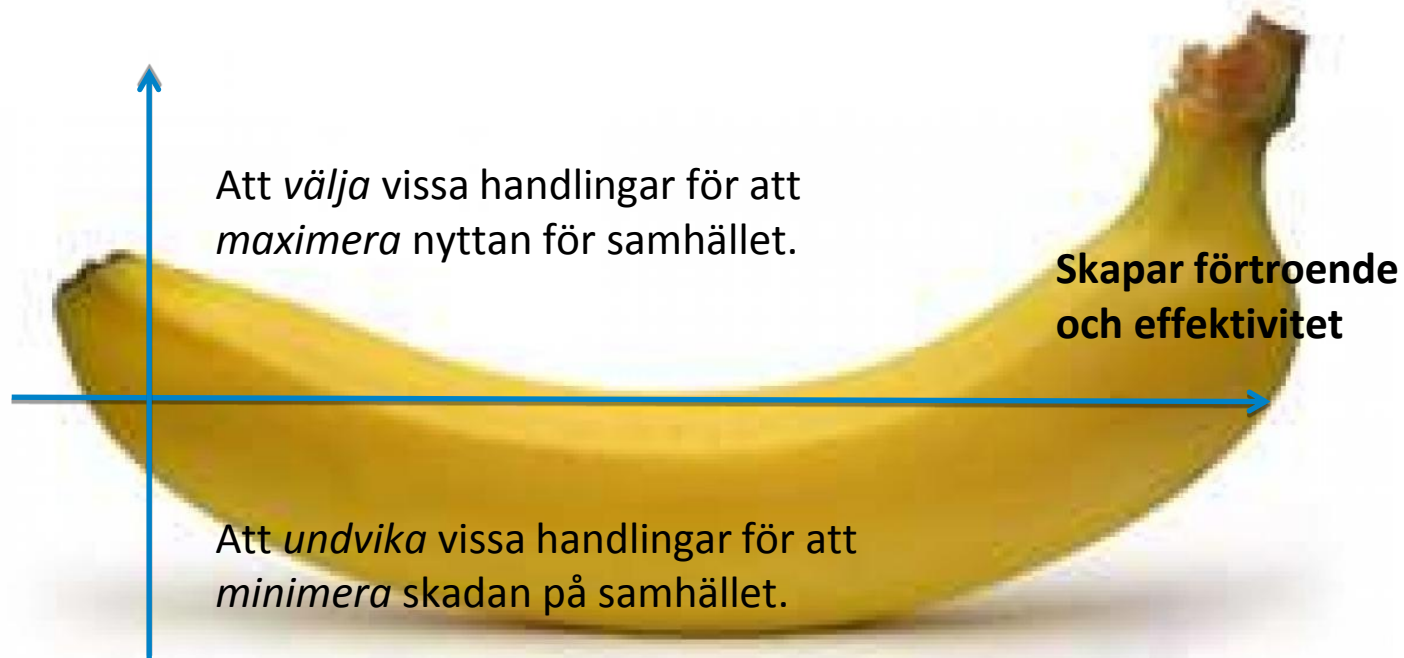 Att välja vissa handlingar för att
maximera nyttan för samhället.
Skapar förtroende
och effektivitet
Att undvika vissa handlingar för att
minimera skadan på samhället.